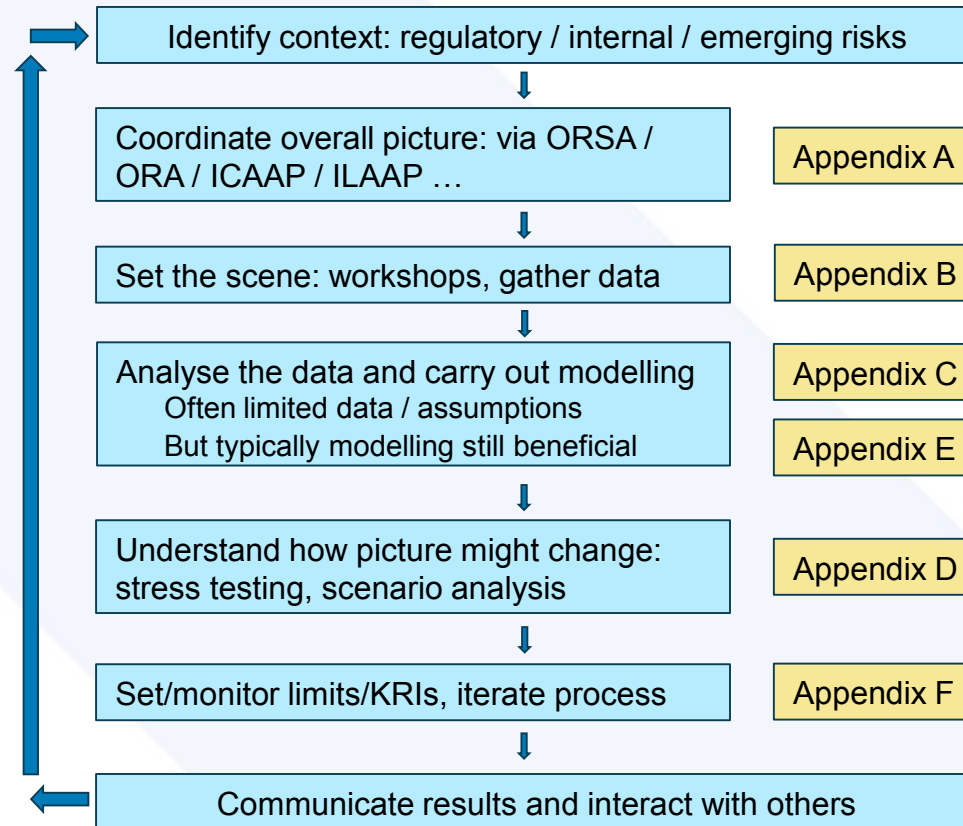 Identify context: regulatory / internal / emerging risks
Coordinate overall picture: via ORSA /
ORA / ICAAP / ILAAP …
Appendix A
Set the scene: workshops, gather data
Appendix B
Analyse the data and carry out modelling
Often limited data / assumptions
But typically modelling still beneficial
Appendix C
Appendix E
Understand how picture might change:
stress testing, scenario analysis
Appendix D
Set/monitor limits/KRIs, iterate process
Appendix F
Communicate results and interact with others